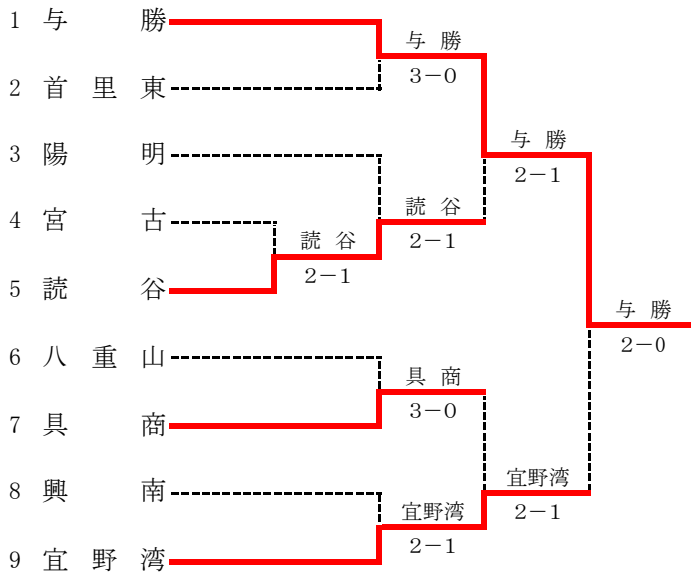 1 与勝
2 首里東
3 陽明
4 宮古
5 読谷
6 八重山
7 具商
8 興南
9 宜野湾
読谷
2－1
与勝
3－0
読谷
2－1
具商
3－0
宜野湾
2－1
与勝
2－1
宜野湾
2－1
与勝
2－0